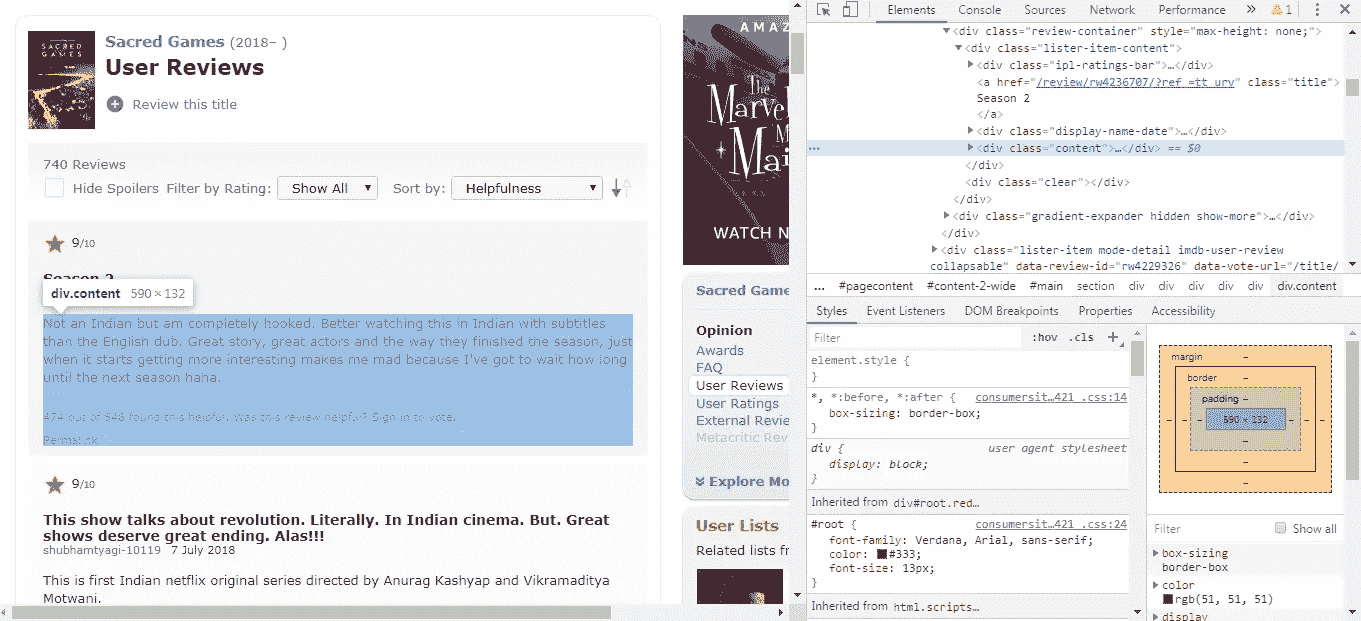 SACRED
GAMES
Sacred Games (2018– )
User Reviews
Review this title
740 Reviews
Hide Spoilers Filter by Rating: Show All Sort by: Helpfulness
9/10
Season 2
div.content 590 × 132
Not an Indian but am completely hooked. Better watching this in Indian with subtitles
than the English dub. Great story, great actors and the way they finished the season, just
when it starts getting more interesting makes me mad because I've got to wait how long
until the next season haha.
474 out of 546 found this helpful. Was this review helpful? Sign in to vote.
Permalink
9/10
This show talks about revolution. Literally. In Indian cinema. But. Great
shows deserve great ending. Alas!!!
shubhamtyagi-10119 7 July 2018
This is first Indian netflix original series directed by Anurag Kashyap and Vikramaditya
Motwani.
AMAZ
The
Marve
M
Mai
WATCH N
Sacred Game
Opinion
Awards
FAQ
User Reviews
User Ratings
External Revie
Metacritic Rev
Explore Mo
User Lists
Related lists fr
Elements Console Sources Network Performance » 1
<div class="review-container" style="max-height: none;">
<div class="lister-item-content">
<div class="ipl-ratings-bar">…</div>
<a href="/review/rw4236707/?ref_=tt_urv" class="title">
Season 2
</a>
<div class="display-name-date">…</div>
... <div class="content">…</div> == $0
</div>
<div class="clear"></div>
</div>
<div class="gradient-expander hidden show-more">…</div>
</div>
<div class="lister-item mode-detail imdb-user-review
collapsable" data-review-id="rw4229326" data-vote-url="/title/
... #pagecontent #content-2-wide #main section div div div div div div.content
Styles Event Listeners DOM Breakpoints Properties Accessibility
Filter :hov .cls +
element.style {
}
*, *:before, *:after { consumersit…421_.css:14
box-sizing: border-box;
}
div { user agent stylesheet
display: block;
}
Inherited from div#root.red…
#root { consumersit…421_.css:24
font-family: Verdana, Arial, sans-serif;
color: #333;
font-size: 13px;
}
Inherited from html.scripts…
margin –
border –
padding –
– – – 590 × 132 – – –
–
–
–
Filter Show all
box-sizing
border-box
color
rgb(51, 51, 51)
display